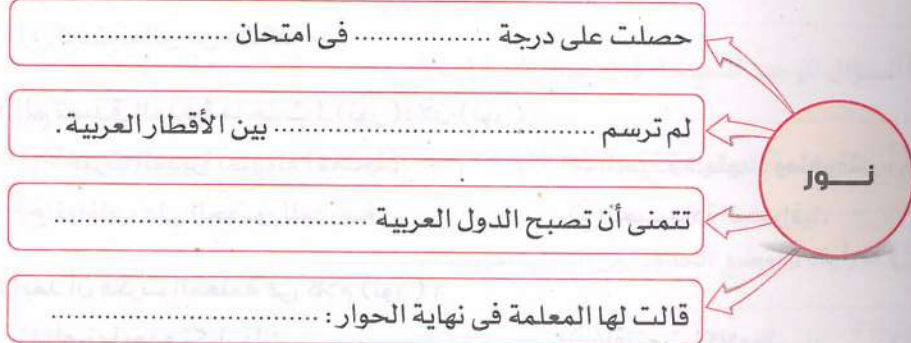 حصلت على درجة .................. فى امتحان ......................
لم ترسم ...................................... بين الأقطار العربية.
نـــور
تتمنى أن تصبح الدول العربية .....................................
قالت لها المعلمة فى نهاية الحوار: ................................